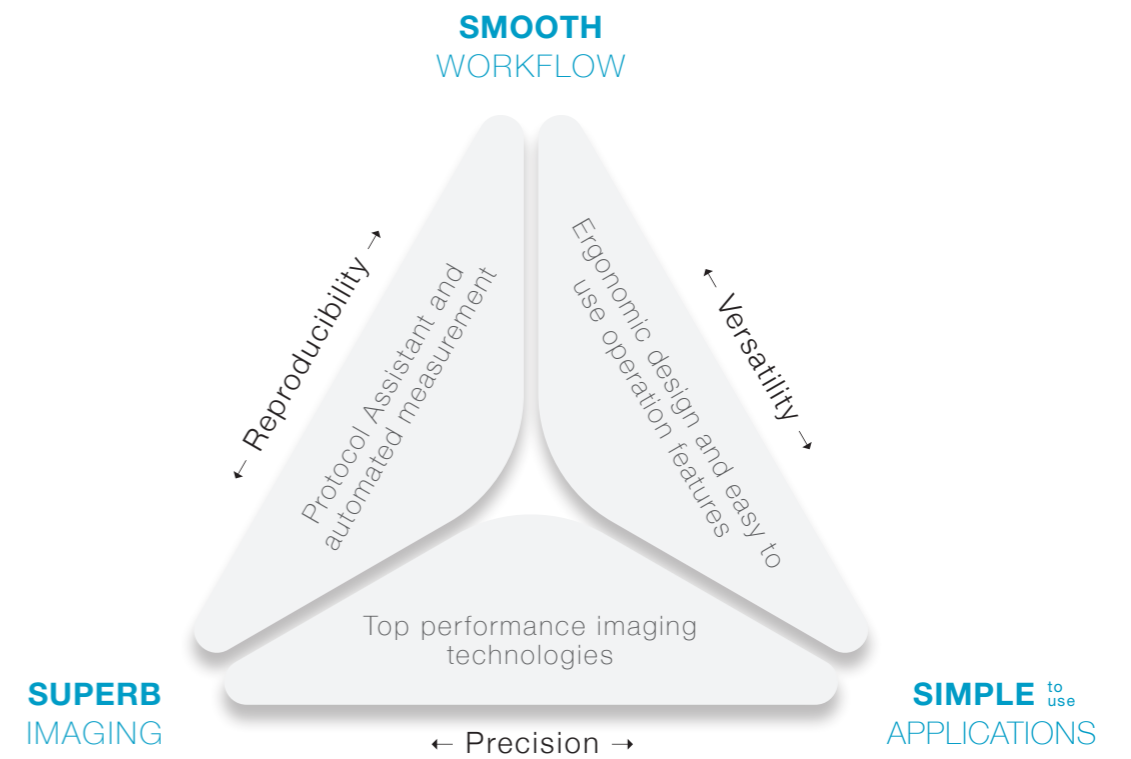 SMOOTH
WORKFLOW
← Reproducibility →
Protocol Assistant and
automated measurement
Ergonomic design and easy to
use operation features
← Versatility →
Top performance imaging
technologies
SUPERB
IMAGING
← Precision →
SIMPLE to use
APPLICATIONS